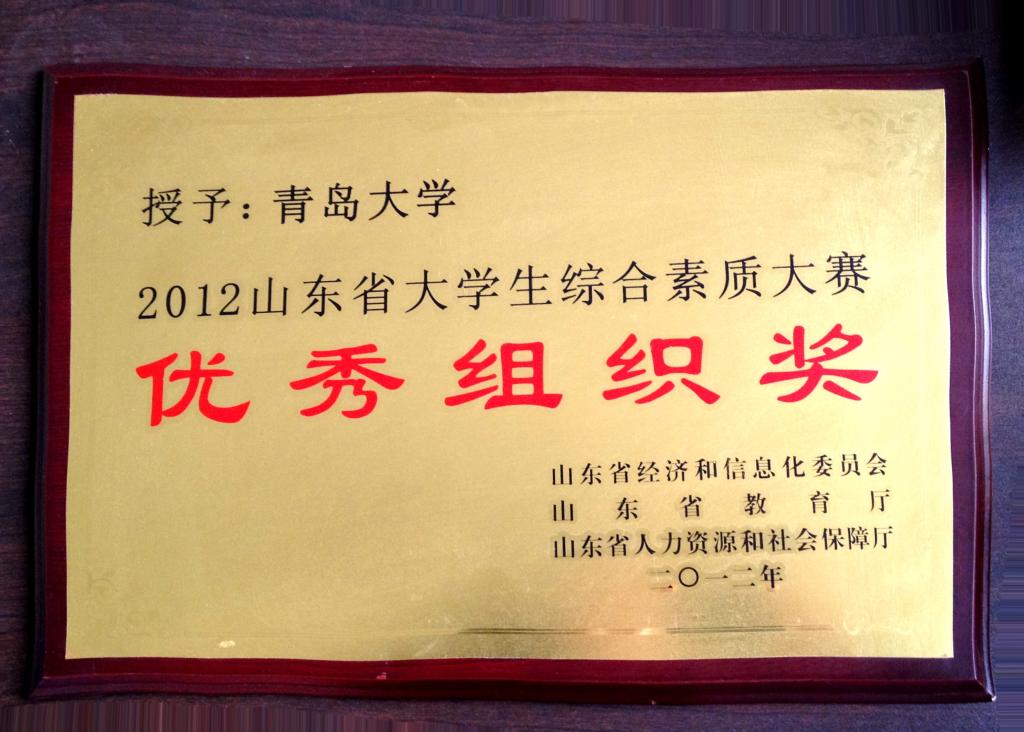 授予：青岛大学
2012山东省大学生综合素质大赛
优秀组织奖
山东省经济和信息化委员会
山东省教育厅
山东省人力资源和社会保障厅
二〇一二年